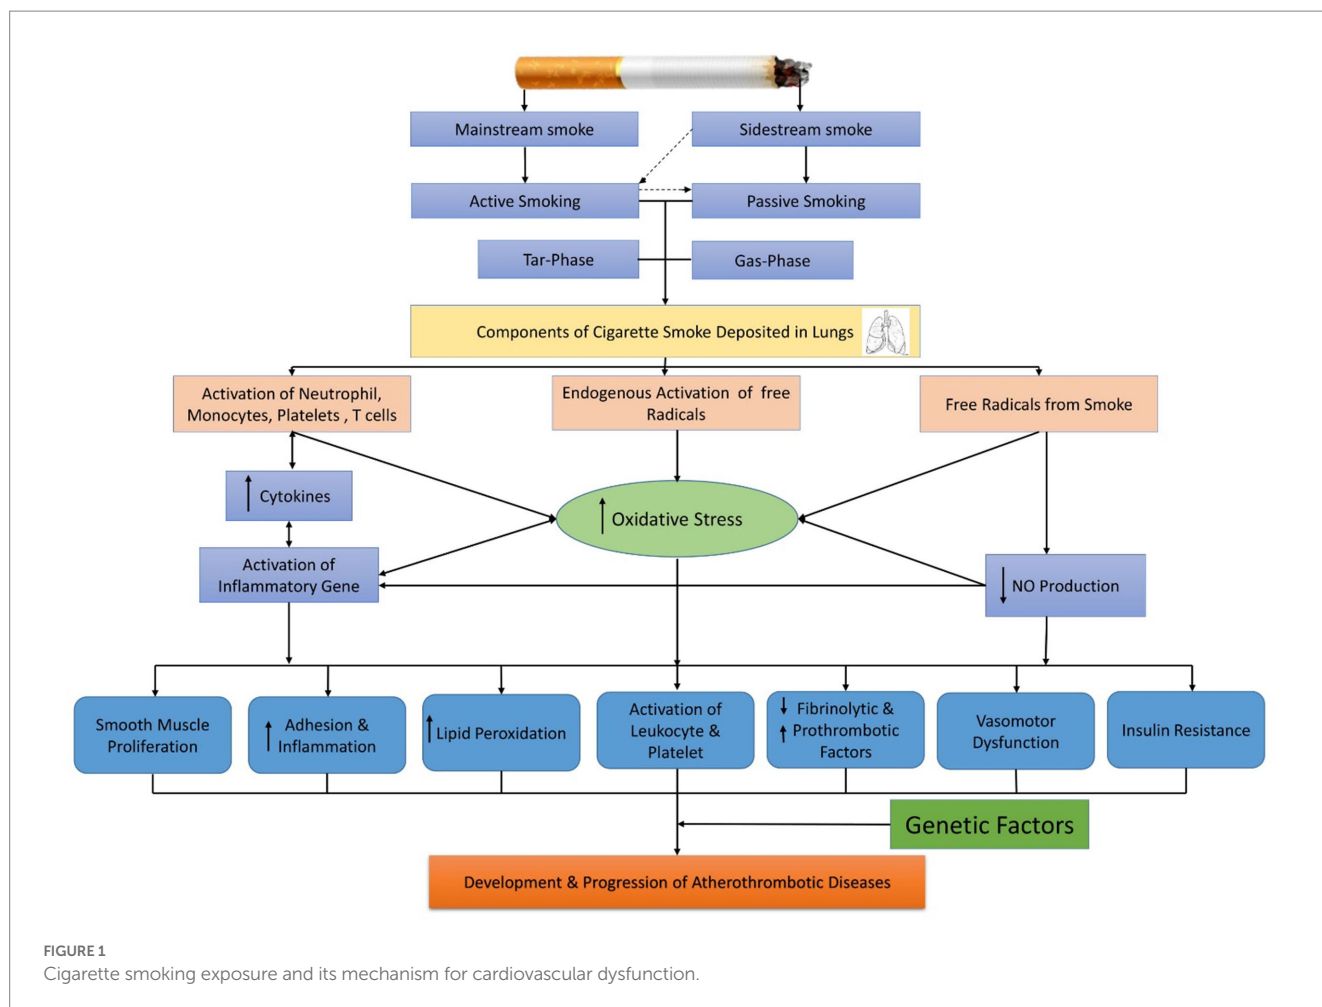 Mainstream smoke
Sidestream smoke
Active Smoking
Passive Smoking
Tar-Phase
Gas-Phase
Components of Cigarette Smoke Deposited in Lungs
Activation of Neutrophil,
Monocytes, Platelets , T cells
Endogenous Activation of free
Radicals
Free Radicals from Smoke
Cytokines
Oxidative Stress
Activation of
Inflammatory Gene
NO Production
Smooth Muscle
Proliferation
Adhesion &
Inflammation
Lipid Peroxidation
Activation of
Leukocyte &
Platelet
Fibrinolytic &
Prothrombotic
Factors
Vasomotor
Dysfunction
Insulin Resistance
Genetic Factors
Development & Progression of Atherothrombotic Diseases
FIGURE 1
Cigarette smoking exposure and its mechanism for cardiovascular dysfunction.